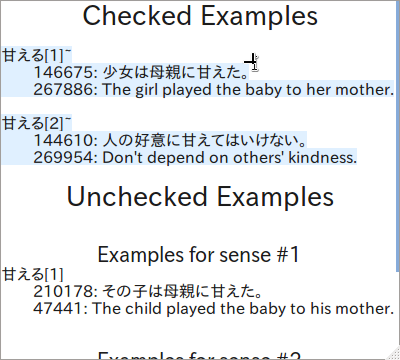 Checked Examples
甘える[1]~
146675: 少女は母親に甘えた。
267886: The girl played the baby to her mother.
甘える[2]~
144610: 人の好意に甘えてはいけない。
269954: Don't depend on others' kindness.
Unchecked Examples
Examples for sense #1
甘える[1]
210178: その子は母親に甘えた。
47441: The child played the baby to his mother.
Examples for sense #2